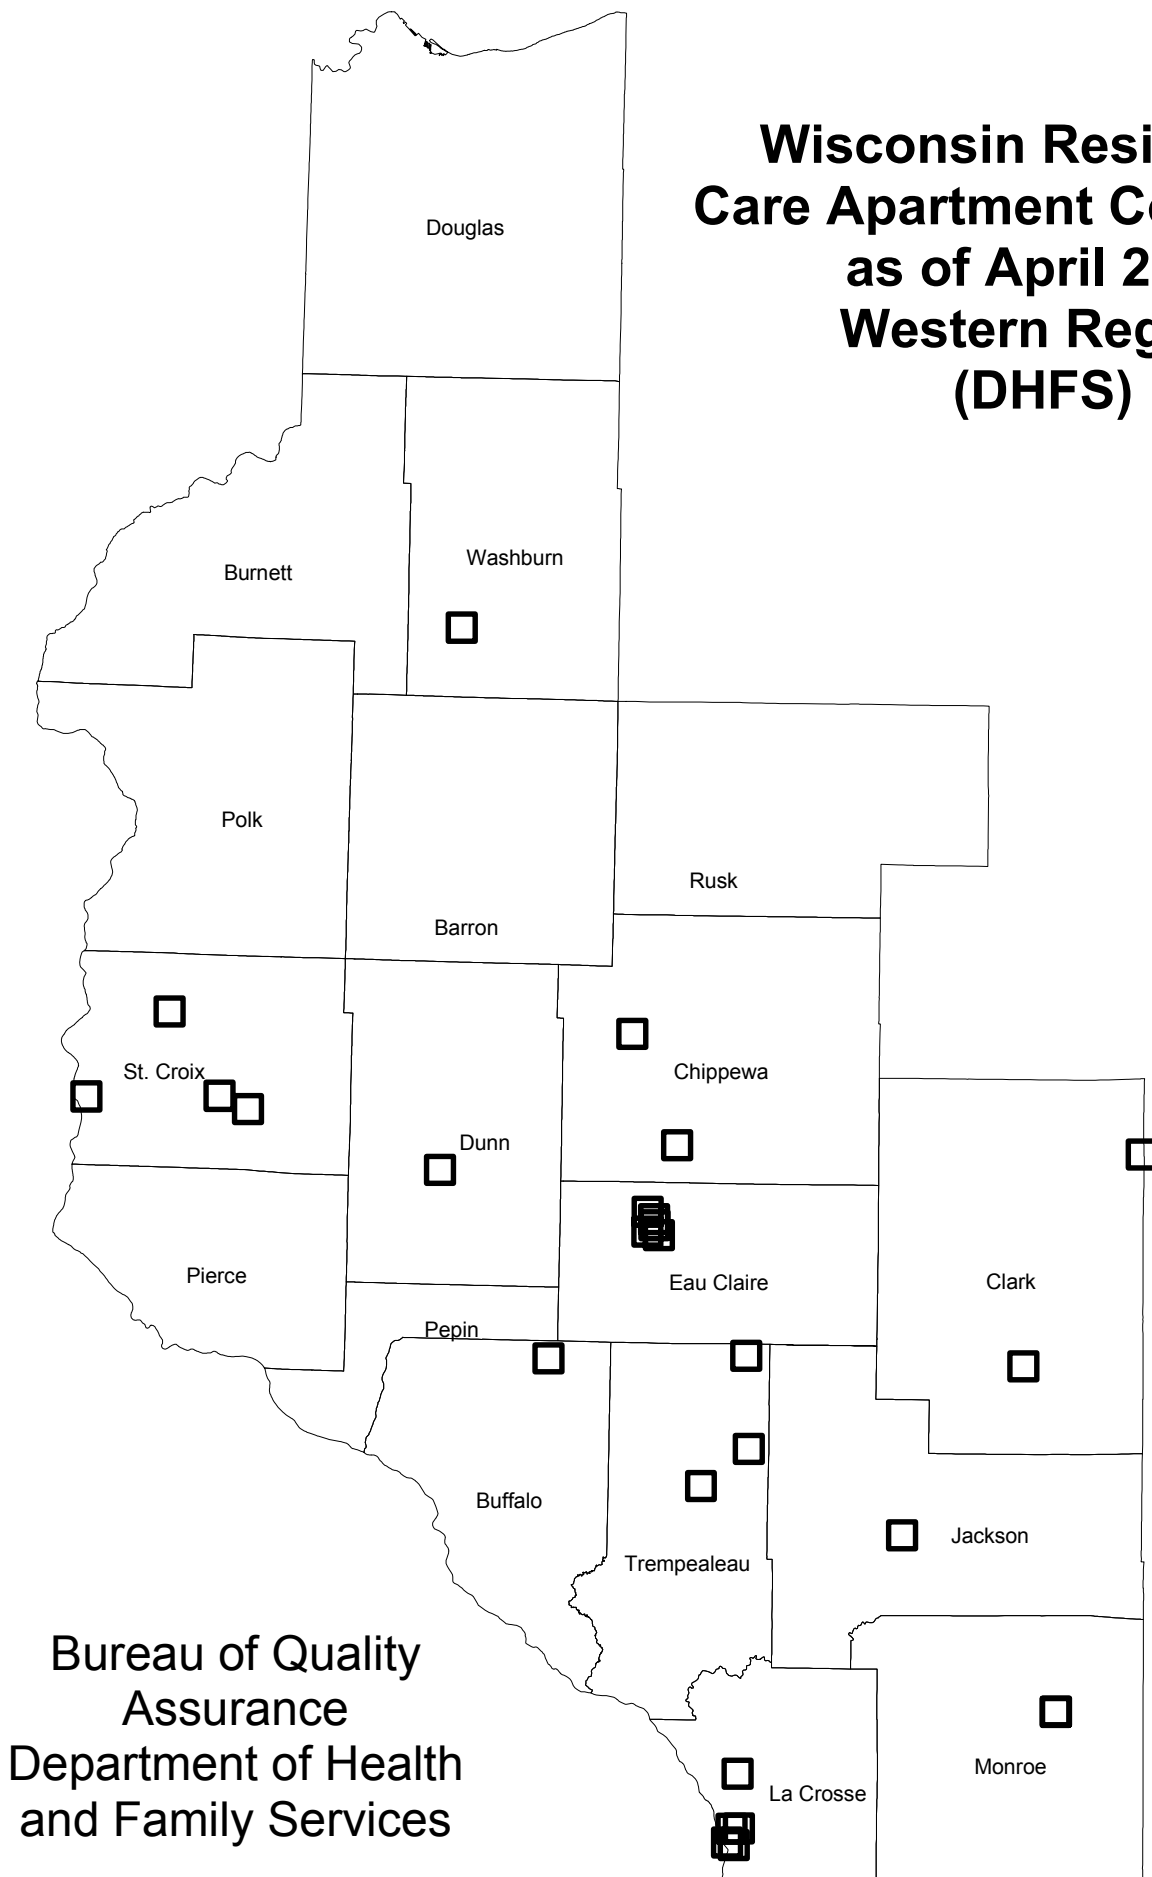 Wisconsin Resi
Care Apartment Co
as of April 2
Western Reg
(DHFS)
Douglas
Washburn
Burnett
Polk
Rusk
Barron
St. Croix
Chippewa
Dunn
Pierce
Eau Claire
Clark
Pepin
Buffalo
Jackson
Trempealeau
Bureau of Quality
Assurance
Department of Health
and Family Services
Monroe
La Crosse